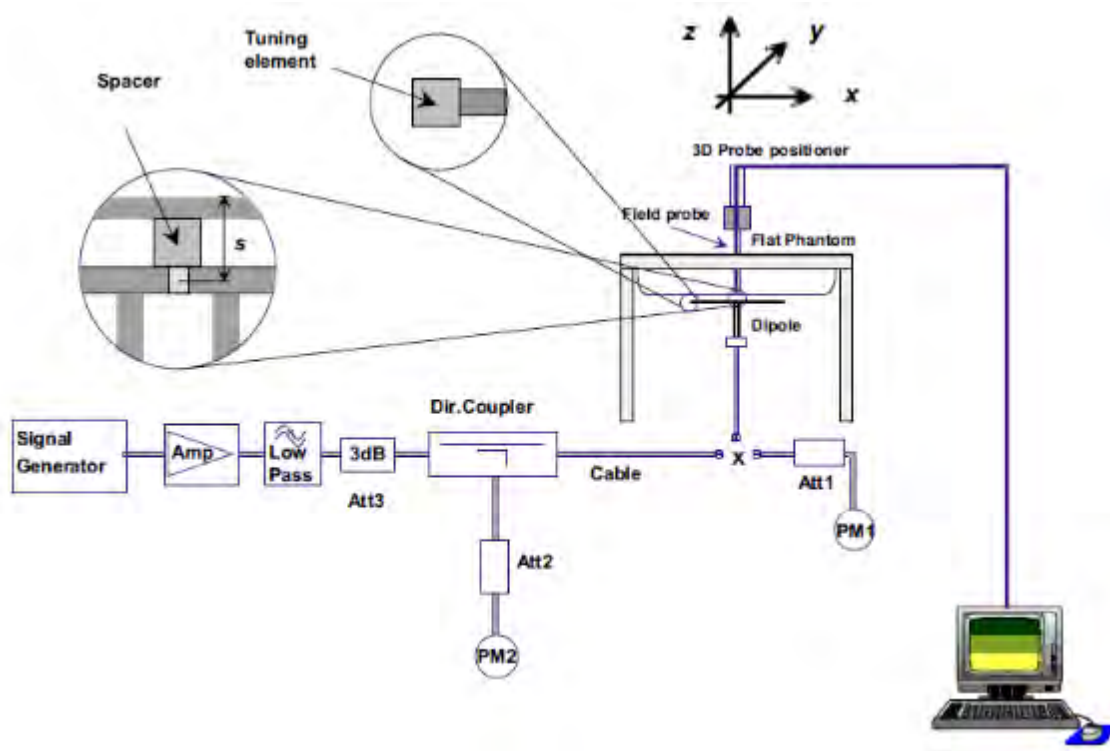 Tuning
element
Spacer
z
y
x
3D Probe positioner
Field probe
Flat Phantom
s
Dipole
Dir.Coupler
Signal
Generator
Amp
Low
Pass
3dB
Att3
Cable
X
Att1
PM1
Att2
PM2